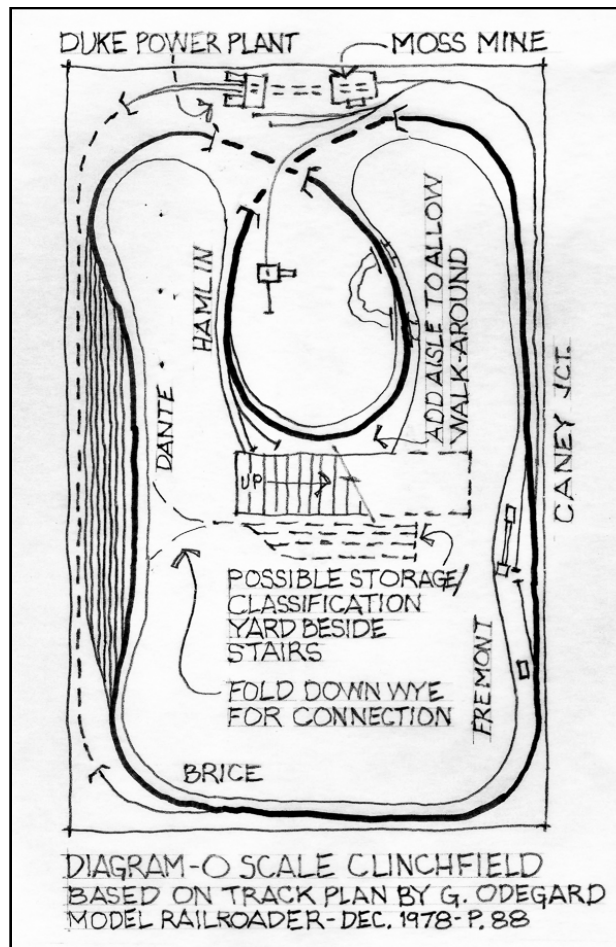 DUKE POWER PLANT
MOSS MINE
HAMLIN
ADD AISLE TO ALLOW
WALK-AROUND
DANTE
CANEY JCT.
UP
POSSIBLE STORAGE/
CLASSIFICATION
YARD BESIDE
STAIRS
FREMONT
FOLD DOWN WYE
FOR CONNECTION
BRICE
DIAGRAM-O SCALE CLINCHFIELD
BASED ON TRACK PLAN BY G. ODEGARD
MODEL RAILROADER-DEC. 1978-P. 88